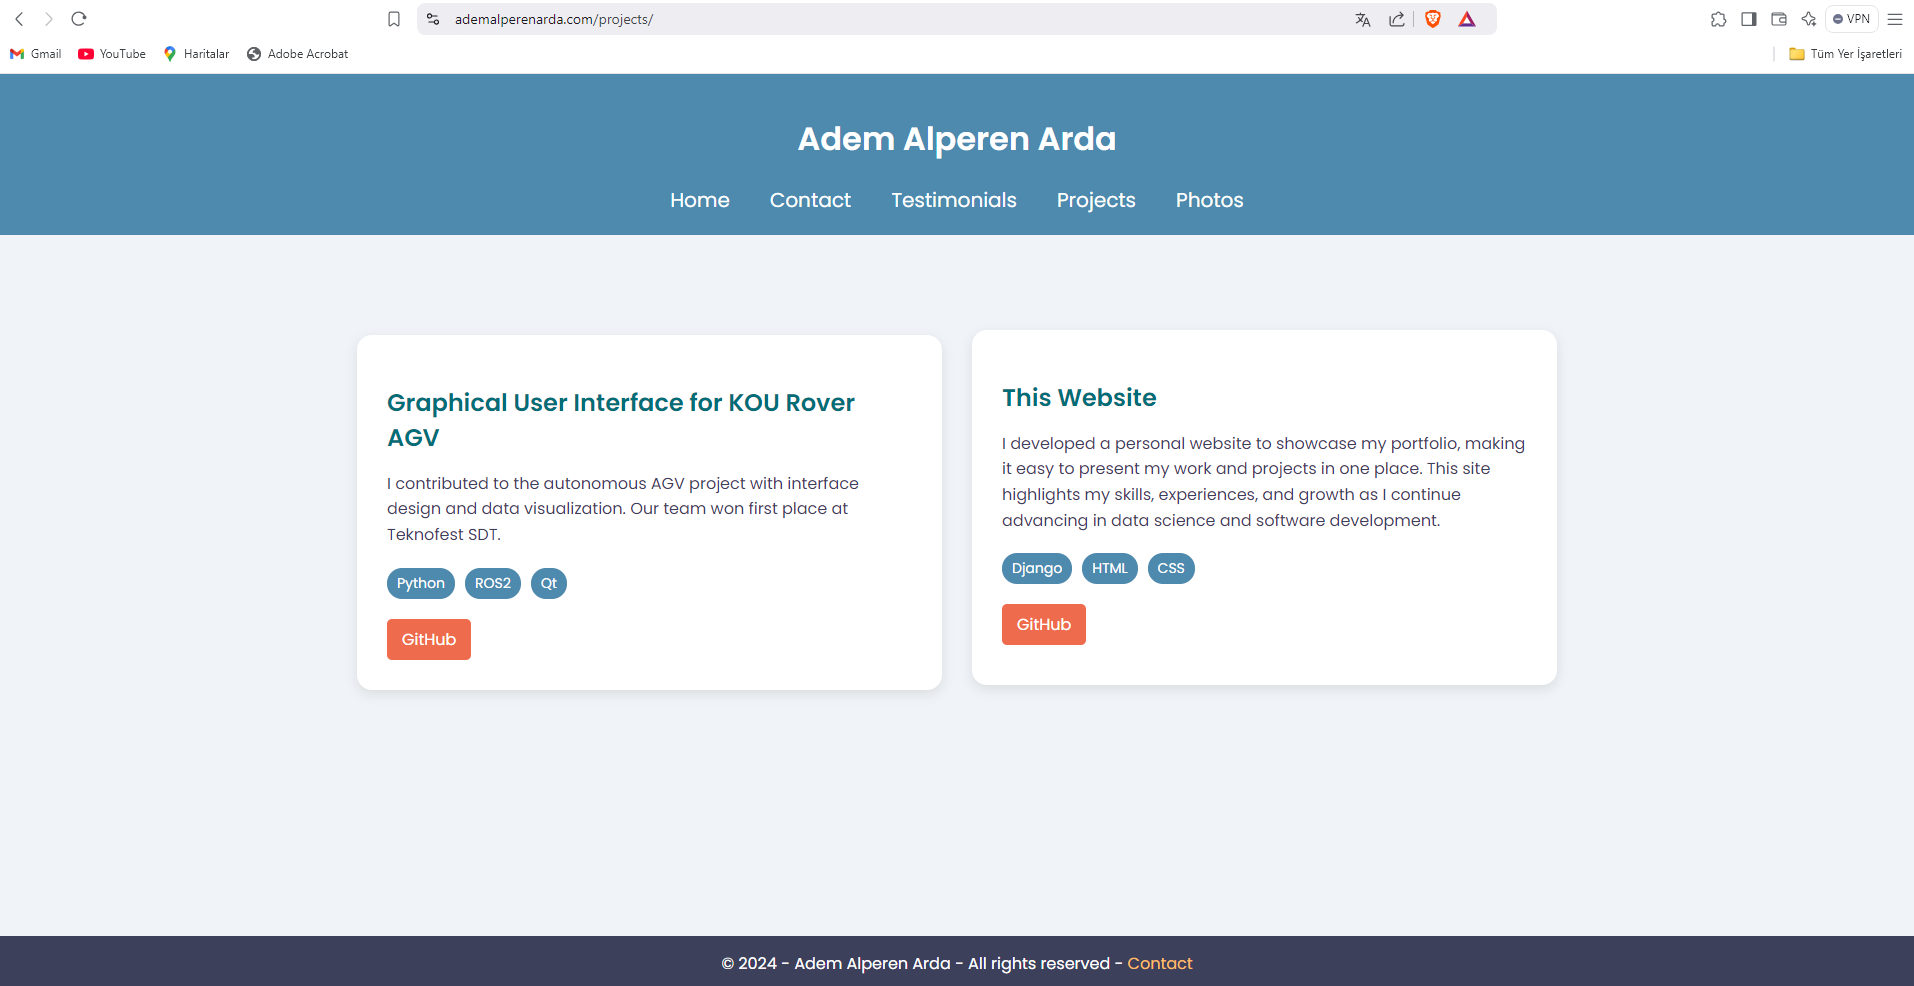 ademalperenarda.com/projects/
VPN
Gmail YouTube Haritalar Adobe Acrobat Tüm Yer İşaretleri
Adem Alperen Arda
Home Contact Testimonials Projects Photos
Graphical User Interface for KOU Rover
AGV
I contributed to the autonomous AGV project with interface
design and data visualization. Our team won first place at
Teknofest SDT.
Python ROS2 Qt
GitHub
This Website
I developed a personal website to showcase my portfolio, making
it easy to present my work and projects in one place. This site
highlights my skills, experiences, and growth as I continue
advancing in data science and software development.
Django HTML CSS
GitHub
© 2024 - Adem Alperen Arda - All rights reserved - Contact